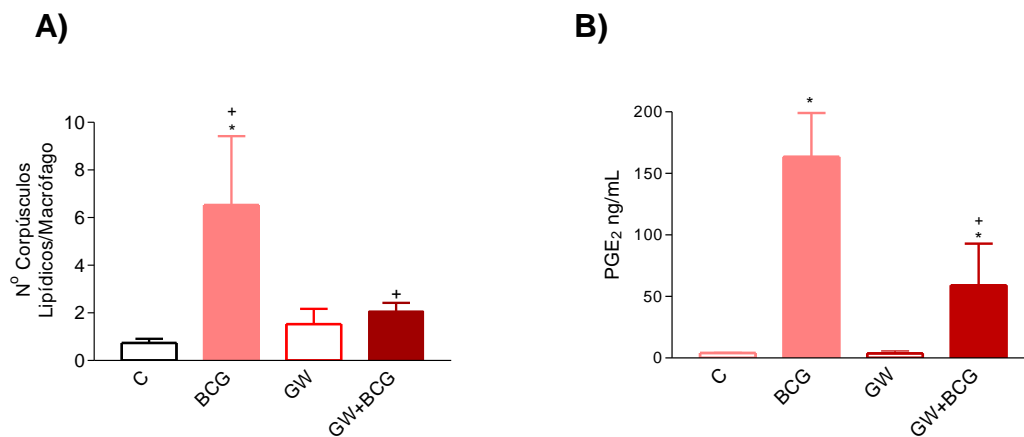 A)
Nº Corpúsculos
Lipídicos/Macrófago
10
8
6
4
2
0
+
*
+
C
BCG
GW
GW+BCG
B)
PGE₂ ng/mL
200
150
100
50
0
*
+
*
C
BCG
GW
GW+BCG